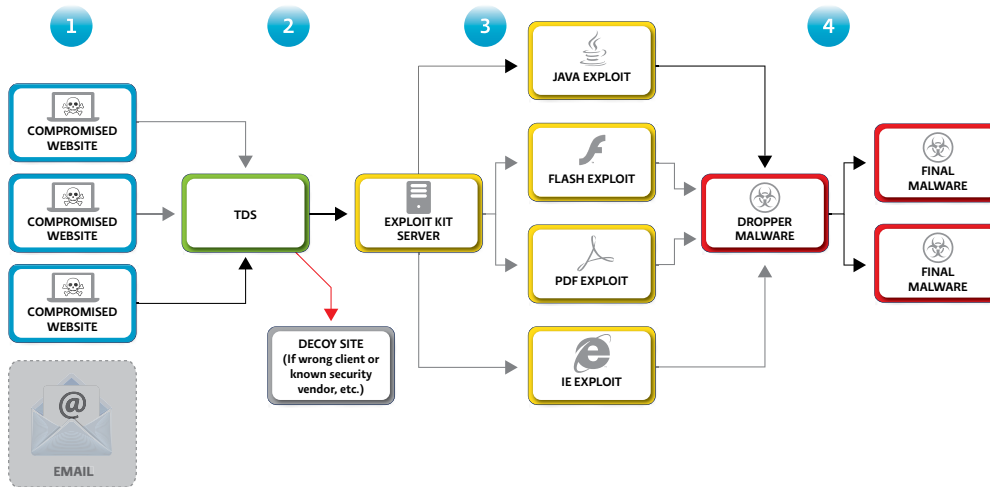 1
2
3
4
COMPROMISED
WEBSITE
COMPROMISED
WEBSITE
COMPROMISED
WEBSITE
@
EMAIL
TDS
DECOY SITE
(If wrong client or
known security
vendor, etc.)
EXPLOIT KIT
SERVER
JAVA EXPLOIT
FLASH EXPLOIT
PDF EXPLOIT
IE EXPLOIT
DROPPER
MALWARE
FINAL
MALWARE
FINAL
MALWARE